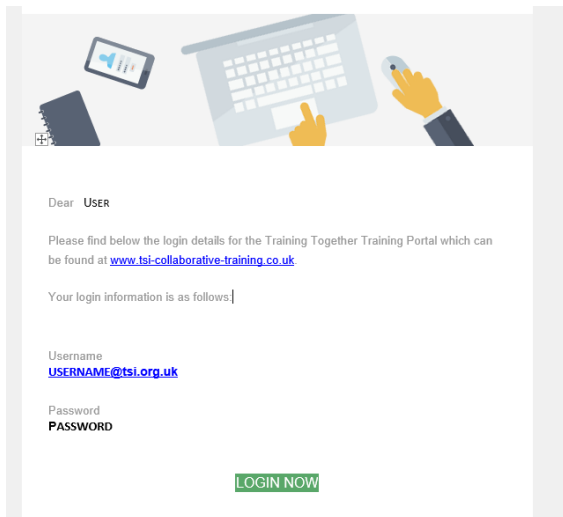 Dear User
Please find below the login details for the Training Together Training Portal which can
be found at www.tsi-collaborative-training.co.uk.
Your login information is as follows:
Username
USERNAME@tsi.org.uk
Password
PASSWORD
LOGIN NOW